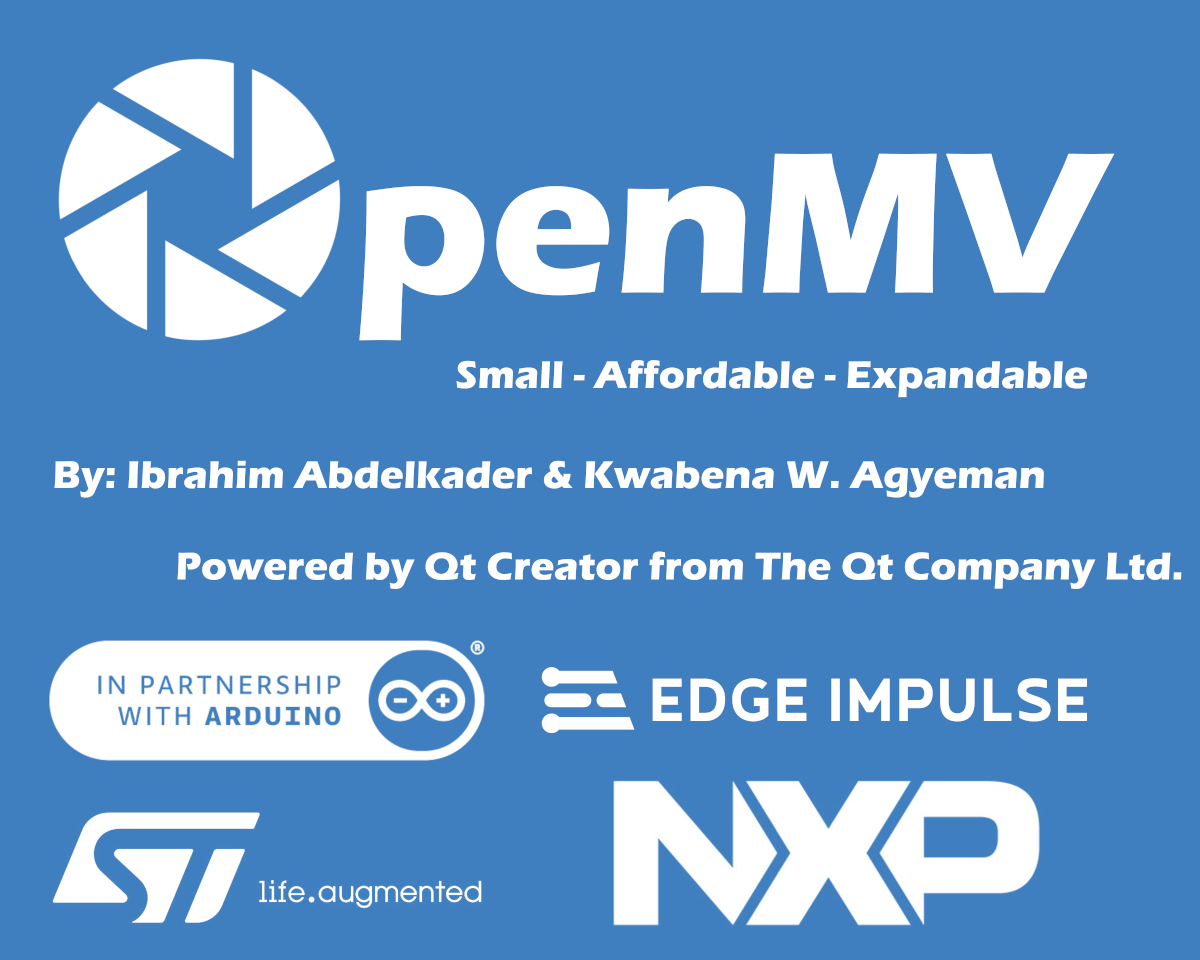 OpenMV
Small - Affordable - Expandable
By: Ibrahim Abdelkader & Kwabena W. Agyeman
Powered by Qt Creator from The Qt Company Ltd.
IN PARTNERSHIP
WITH ARDUINO
®
EDGE IMPULSE
ST
life.augmented
NXP